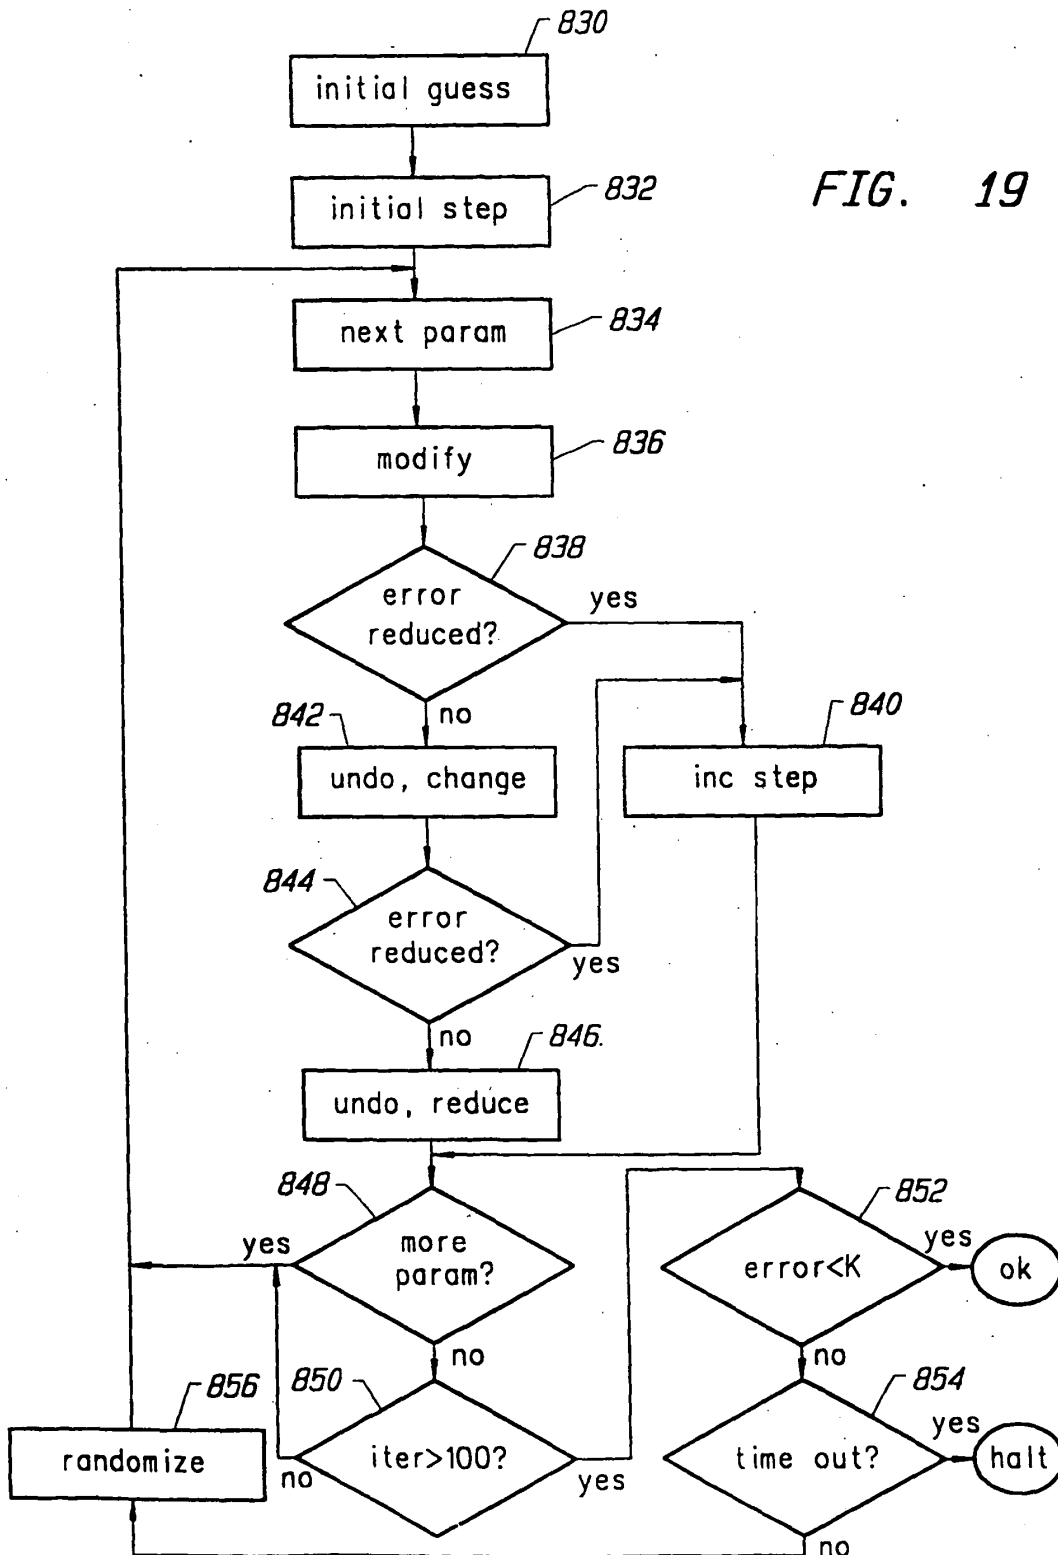 830
initial guess
FIG. 19
832
initial step
834
next param
836
modify
838
error
reduced?
yes
no
842
undo, change
840
inc step
844
error
reduced?
yes
no
846.
undo, reduce
848
more
param?
yes
no
852
error<K
yes
ok
no
850
iter>100?
no
yes
854
time out?
yes
halt
no
856
randomize